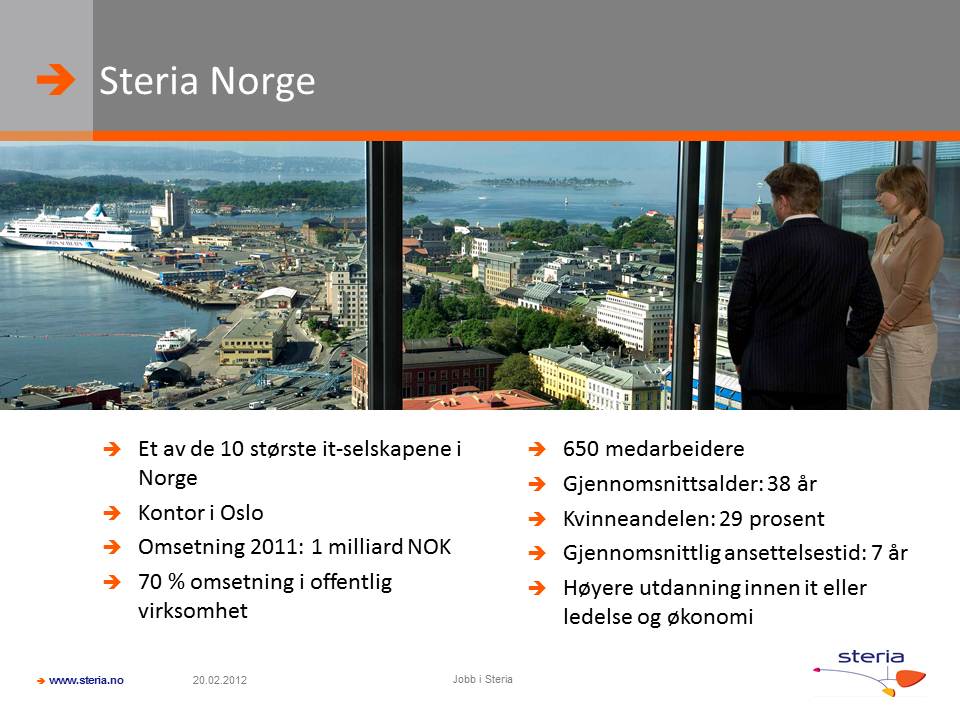 Steria Norge
Et av de 10 største it-selskapene i
Norge
Kontor i Oslo
Omsetning 2011: 1 milliard NOK
70 % omsetning i offentlig
virksomhet
650 medarbeidere
Gjennomsnittsalder: 38 år
Kvinneandelen: 29 prosent
Gjennomsnittlig ansettelsestid: 7 år
Høyere utdanning innen it eller
ledelse og økonomi
www.steria.no
20.02.2012
Jobb i Steria
steria